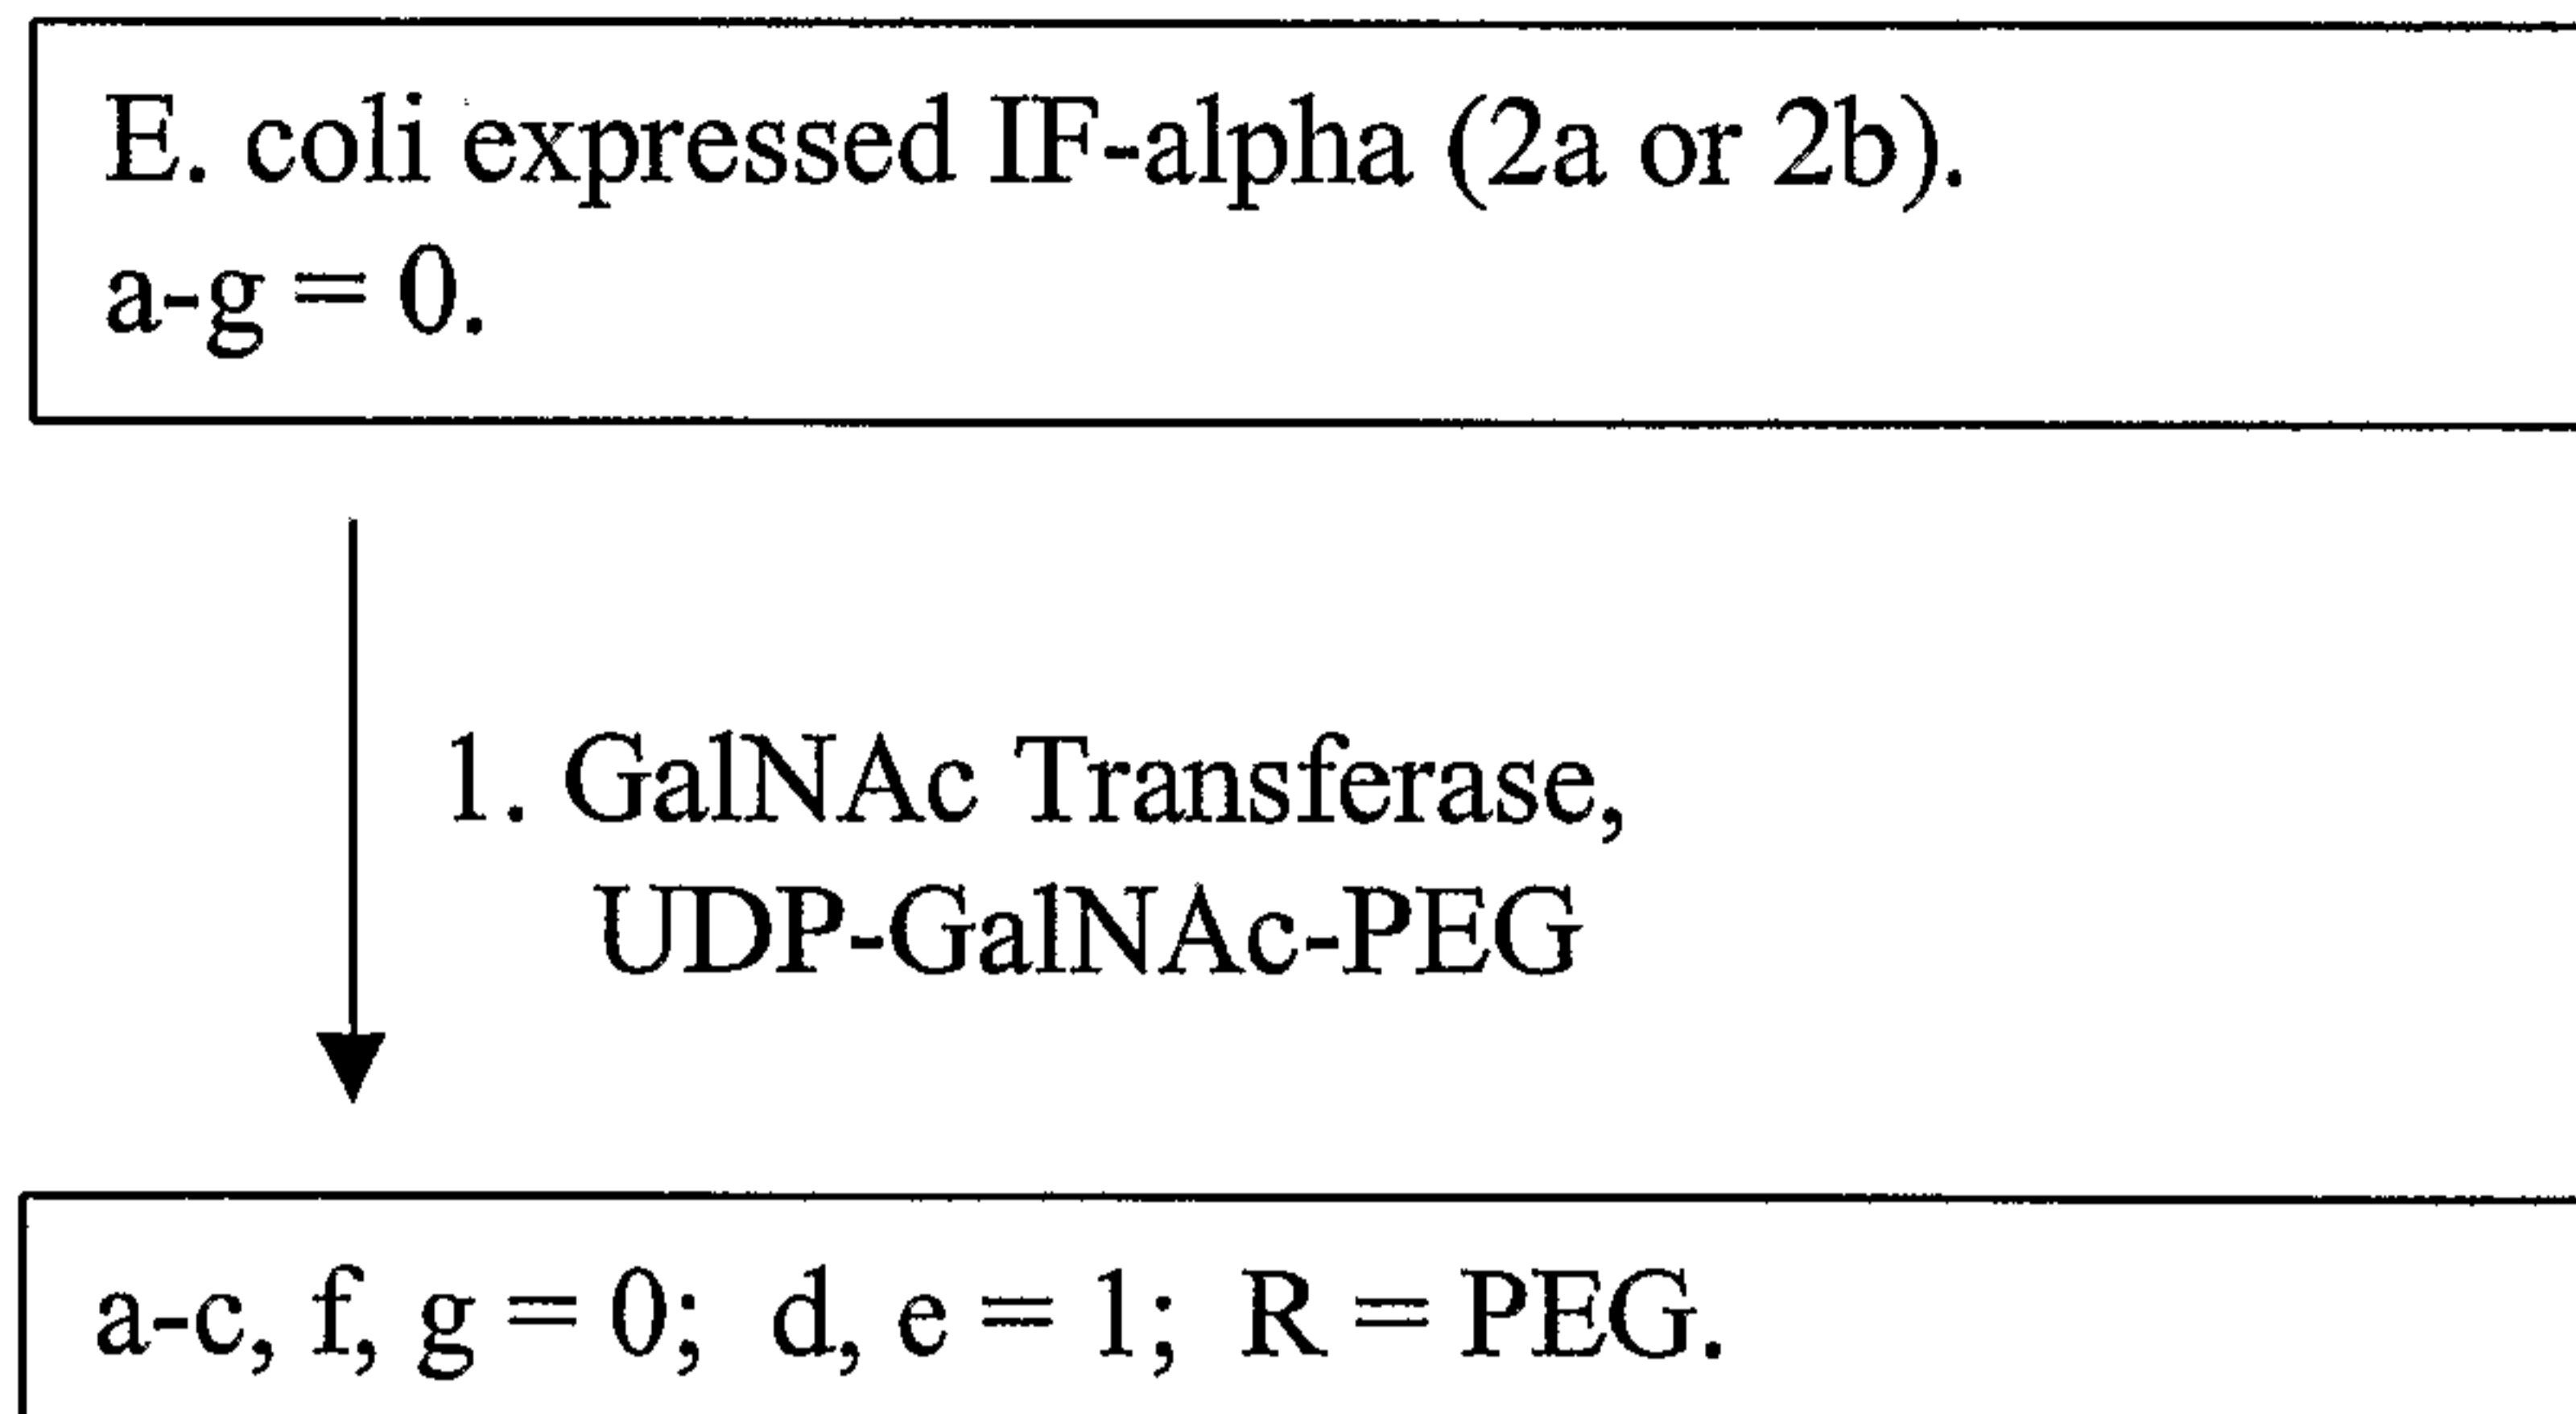 E. coli expressed IF-alpha (2a or 2b).
a-g = 0.
1. GalNAc Transferase,
UDP-GalNAc-PEG
a-c, f, g = 0; d, e = 1; R = PEG.